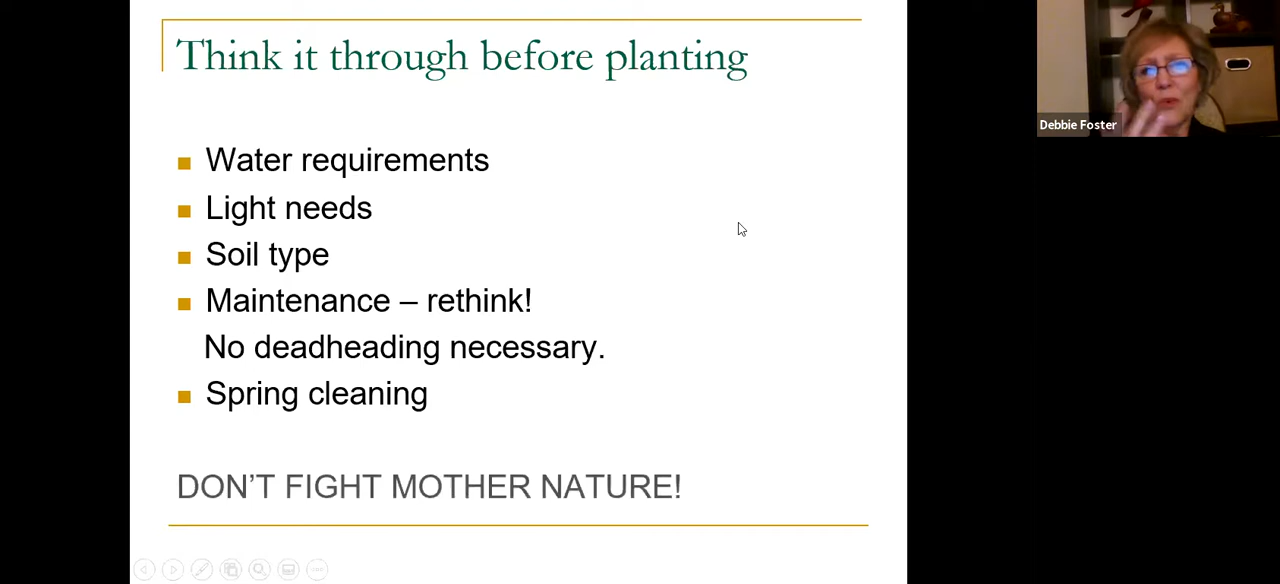 Think it through before planting
Water requirements
Light needs
Soil type
Maintenance – rethink!
No deadheading necessary.
Spring cleaning
DON'T FIGHT MOTHER NATURE!
Debbie Foster